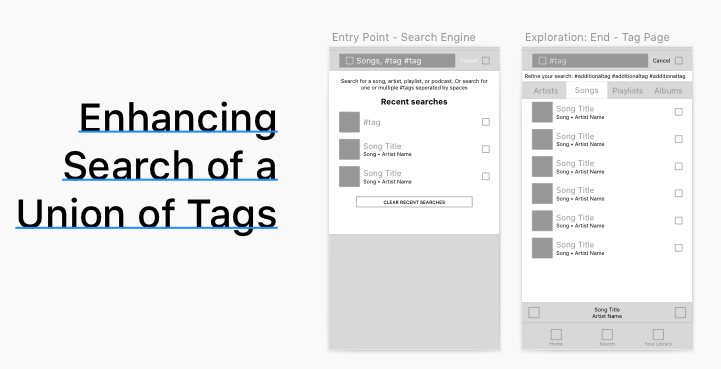 Enhancing
Search of a
Union of Tags
Entry Point - Search Engine
Songs, #tag #tag
Cancel
Search for a song, artist, playlist, or podcast. Or search for
one or multiple #tags seperated by spaces
Recent searches
#tag
Song Title
Song • Artist Name
Song Title
Song • Artist Name
CLEAR RECENT SEARCHES
Exploration: End - Tag Page
#tag
Cancel
Refine your search: #additionaltag #additionaltag #additionaltag
Artists Songs Playlists Albums
Song Title
Song • Artist Name
Song Title
Song • Artist Name
Song Title
Song • Artist Name
Song Title
Song • Artist Name
Song Title
Song • Artist Name
Song Title
Song • Artist Name
Song Title
Artist Name
Home Search Your Library